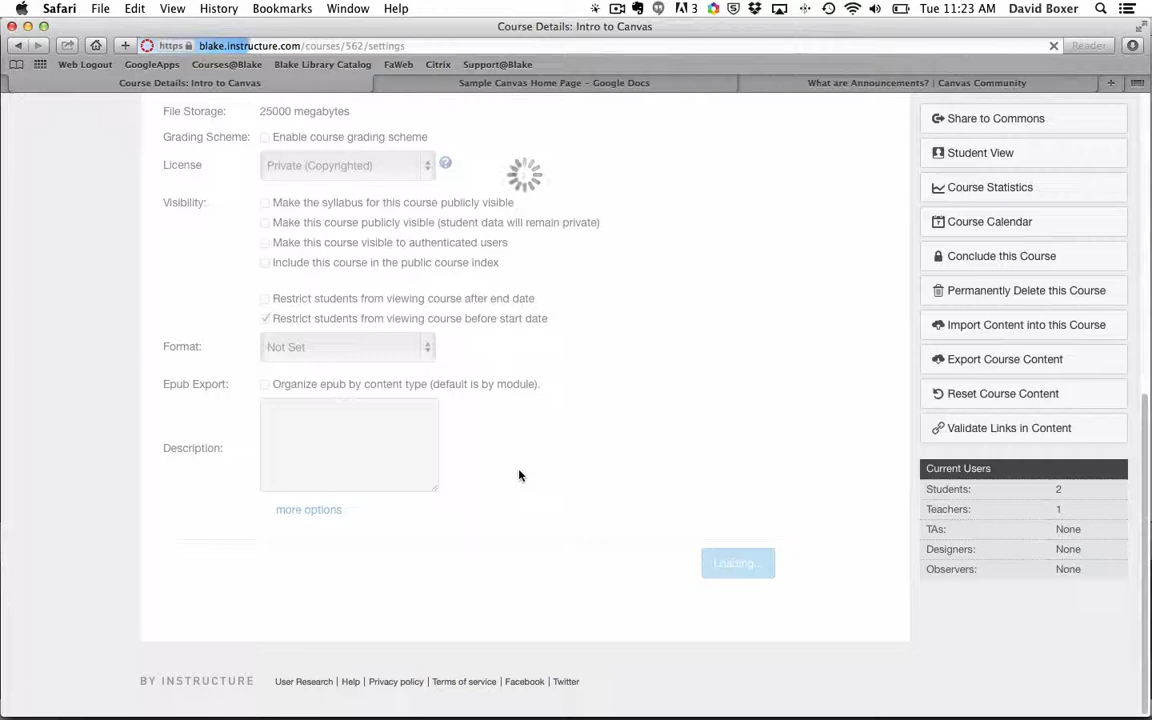 Safari File Edit View History Bookmarks Window Help 3 Tue 11:23 AM David Boxer
Course Details: Intro to Canvas
https blake.instructure.com/courses/562/settings Reader
Web Logout GoogleApps Courses@Blake Blake Library Catalog FaWeb Citrix Support@Blake
Course Details: Intro to Canvas Sample Canvas Home Page – Google Docs What are Announcements? | Canvas Community
File Storage: 25000 megabytes
Grading Scheme: Enable course grading scheme
License Private (Copyrighted)
Visibility: Make the syllabus for this course publicly visible
Make this course publicly visible (student data will remain private)
Make this course visible to authenticated users
Include this course in the public course index
Restrict students from viewing course after end date
Restrict students from viewing course before start date
Format: Not Set
Epub Export: Organize epub by content type (default is by module).
Description:
more options
Loading...
Share to Commons
Student View
Course Statistics
Course Calendar
Conclude this Course
Permanently Delete this Course
Import Content into this Course
Export Course Content
Reset Course Content
Validate Links in Content
Current Users
Students: 2
Teachers: 1
TAs: None
Designers: None
Observers: None
BY INSTRUCTURE User Research | Help | Privacy policy | Terms of service | Facebook | Twitter